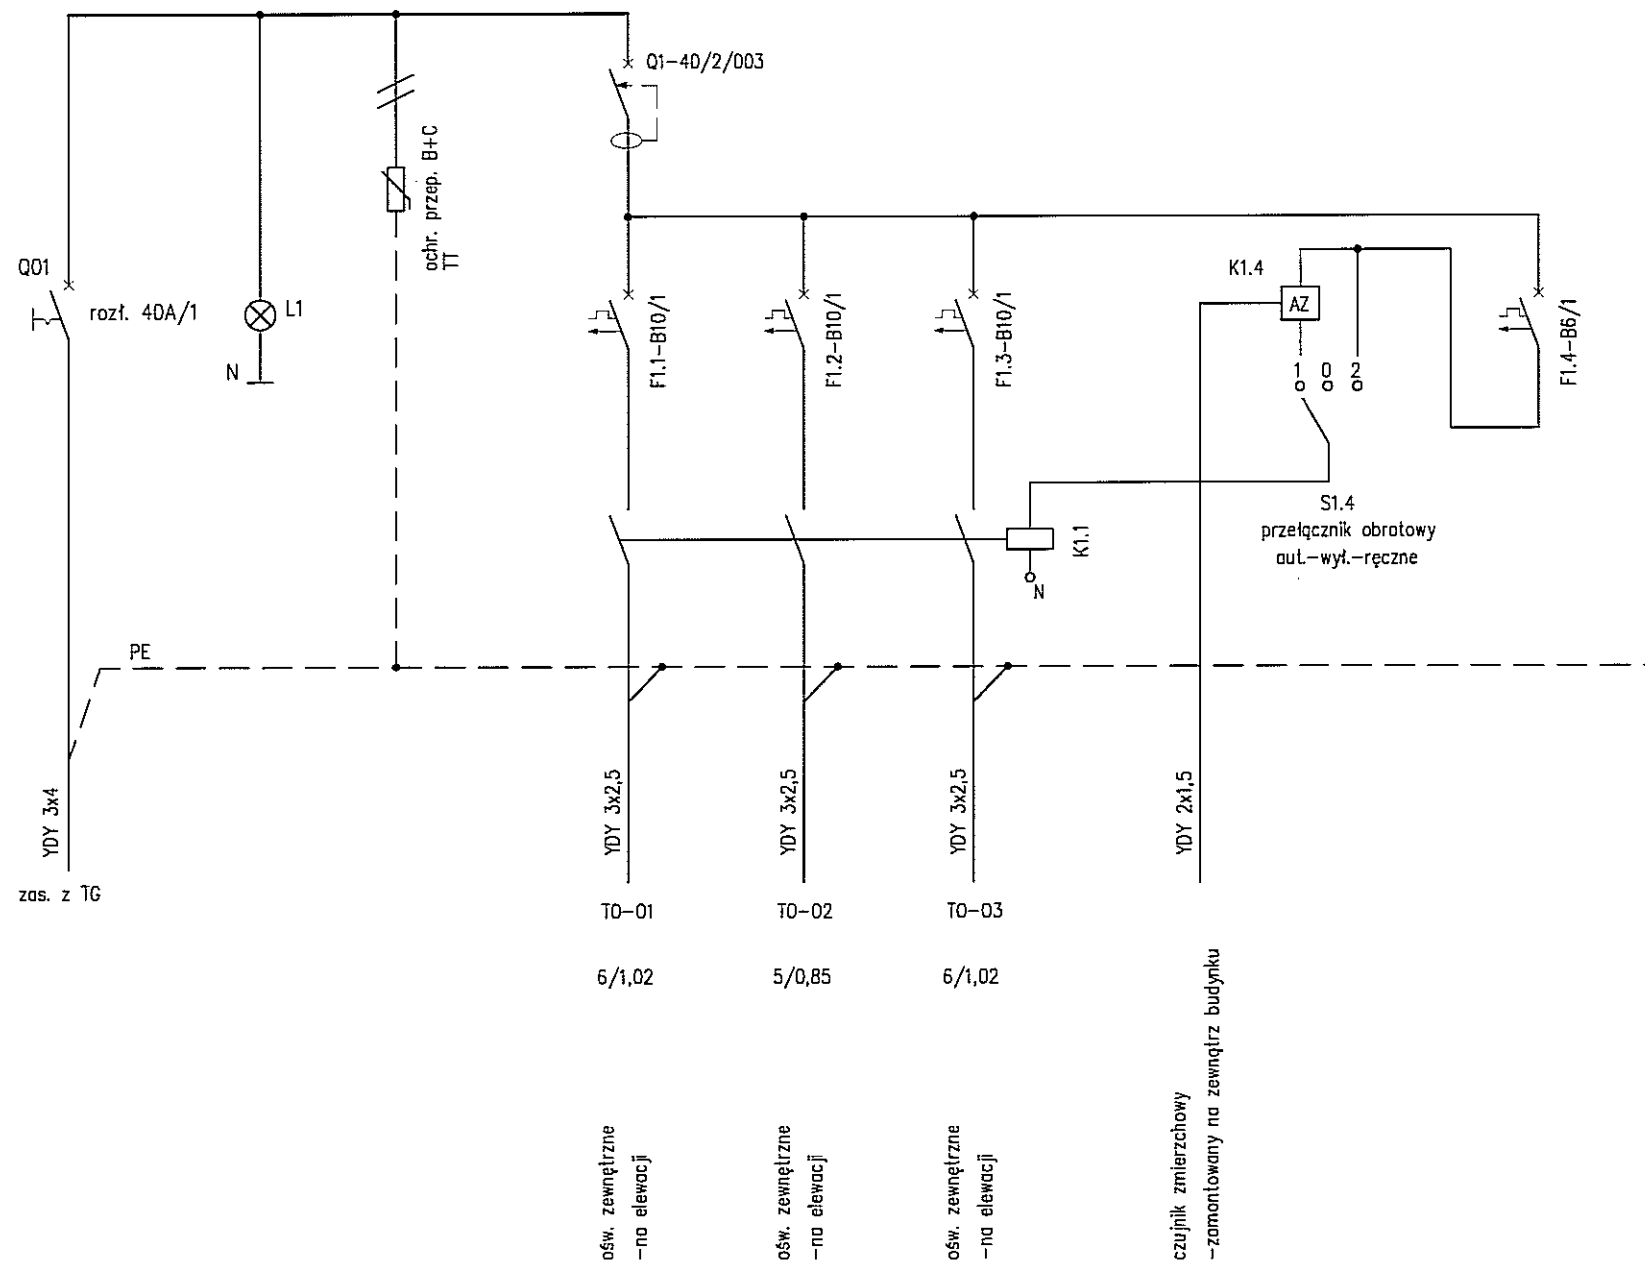 Q1-40/2/003
ochr. przep. B+C
TT
Q01
rozł. 40A/1
L1
N
F1.1-B10/1
F1.2-B10/1
F1.3-B10/1
K1.4
AZ
1 0 2
F1.4-B6/1
S1.4
przełącznik obrotowy
aut.-wył.-ręczne
K1.1
N
PE
YDY 3x4
zas. z TG
YDY 3x2,5
YDY 3x2,5
YDY 3x2,5
YDY 2x1,5
TO-01
TO-02
TO-03
6/1,02
5/0,85
6/1,02
ośw. zewnętrzne
-na elewacji
ośw. zewnętrzne
-na elewacji
ośw. zewnętrzne
-na elewacji
czujnik zmierzchowy
-zamontowany na zewnątrz budynku